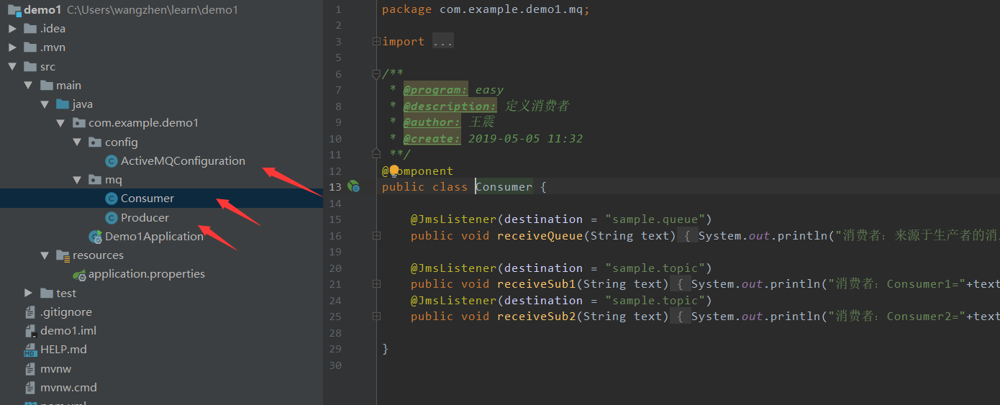 demo1 C:\Users\wangzhen\learn\demo1
.idea
.mvn
src
main
java
com.example.demo1
config
ActiveMQConfiguration
mq
Consumer
Producer
Demo1Application
resources
application.properties
test
.gitignore
demo1.iml
HELP.md
mvnw
mvnw.cmd
pom.xml
1 package com.example.demo1.mq;
2
3 import ...
5
6 /**
7 * @program: easy
8 * @description: 定义消费者
9 * @author: 王震
10 * @create: 2019-05-05 11:32
11 **/
12 @Component
13 public class Consumer {
14
15 @JmsListener(destination = "sample.queue")
16 public void receiveQueue(String text) { System.out.println("消费者：来源于生产者的消
19
20 @JmsListener(destination = "sample.topic")
21 public void receiveSub1(String text) { System.out.println("消费者：Consumer1="+text
24 @JmsListener(destination = "sample.topic")
25 public void receiveSub2(String text) { System.out.println("消费者：Consumer2="+text
28
29 }
30